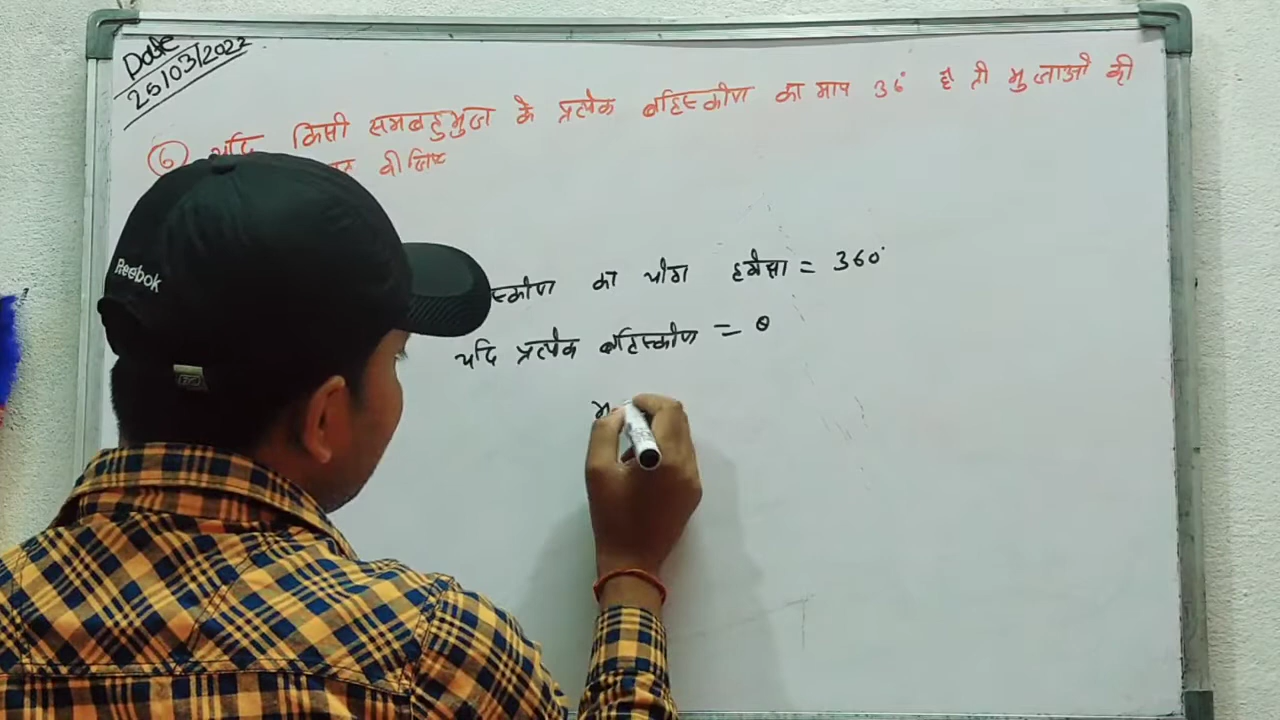 Date
25/03/2022
⑥ यदि किसी समबहुभुज के प्रत्येक बहिष्कोण का माप 36° है तो भुजाओ की
कीजिए
ष्कोण का योग हमेसा = 360°
यदि प्रत्येक बहिष्कोण = θ
Reebok